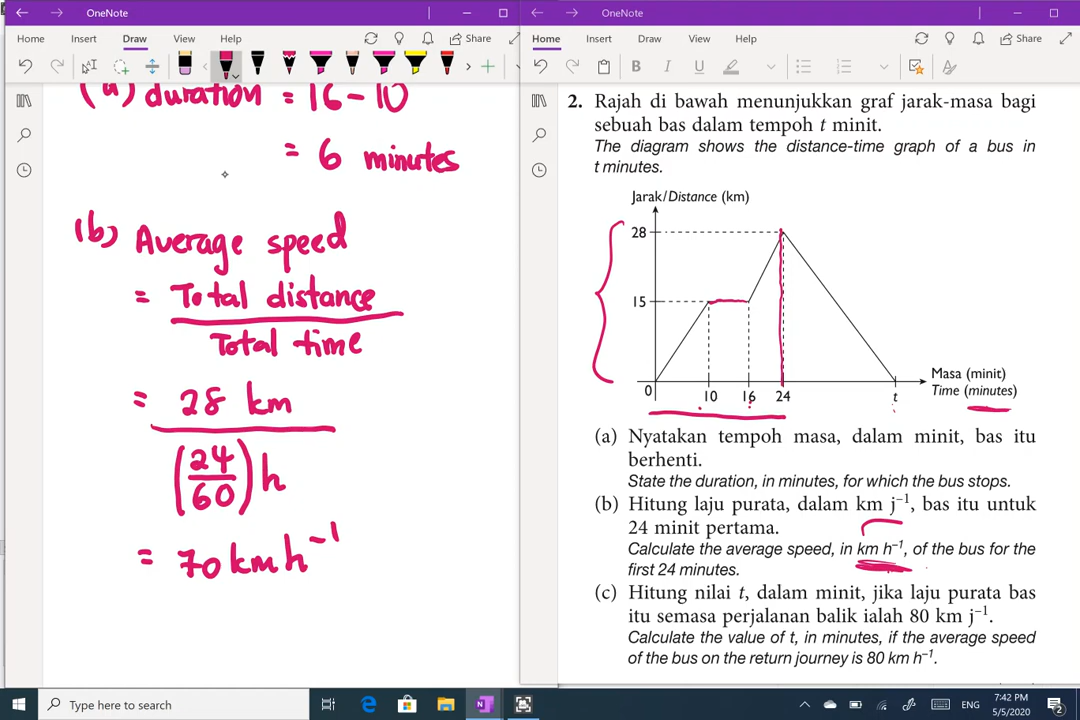 OneNote
OneNote
Home Insert Draw View Help Share
Home Insert Draw View Help Share
(a) duration = 16 - 10
= 6 minutes
(b) Average speed
= Total distance
Total time
= 28 km
(24
60) h
= 70 km h⁻¹
2. Rajah di bawah menunjukkan graf jarak-masa bagi
sebuah bas dalam tempoh t minit.
The diagram shows the distance-time graph of a bus in
t minutes.
Jarak/Distance (km)
28
15
0 10 16 24 t
Masa (minit)
Time (minutes)
(a) Nyatakan tempoh masa, dalam minit, bas itu
berhenti.
State the duration, in minutes, for which the bus stops.
(b) Hitung laju purata, dalam km j⁻¹, bas itu untuk
24 minit pertama.
Calculate the average speed, in km h⁻¹, of the bus for the
first 24 minutes.
(c) Hitung nilai t, dalam minit, jika laju purata bas
itu semasa perjalanan balik ialah 80 km j⁻¹.
Calculate the value of t, in minutes, if the average speed
of the bus on the return journey is 80 km h⁻¹.
Type here to search
ENG
7:42 PM
5/5/2020
2